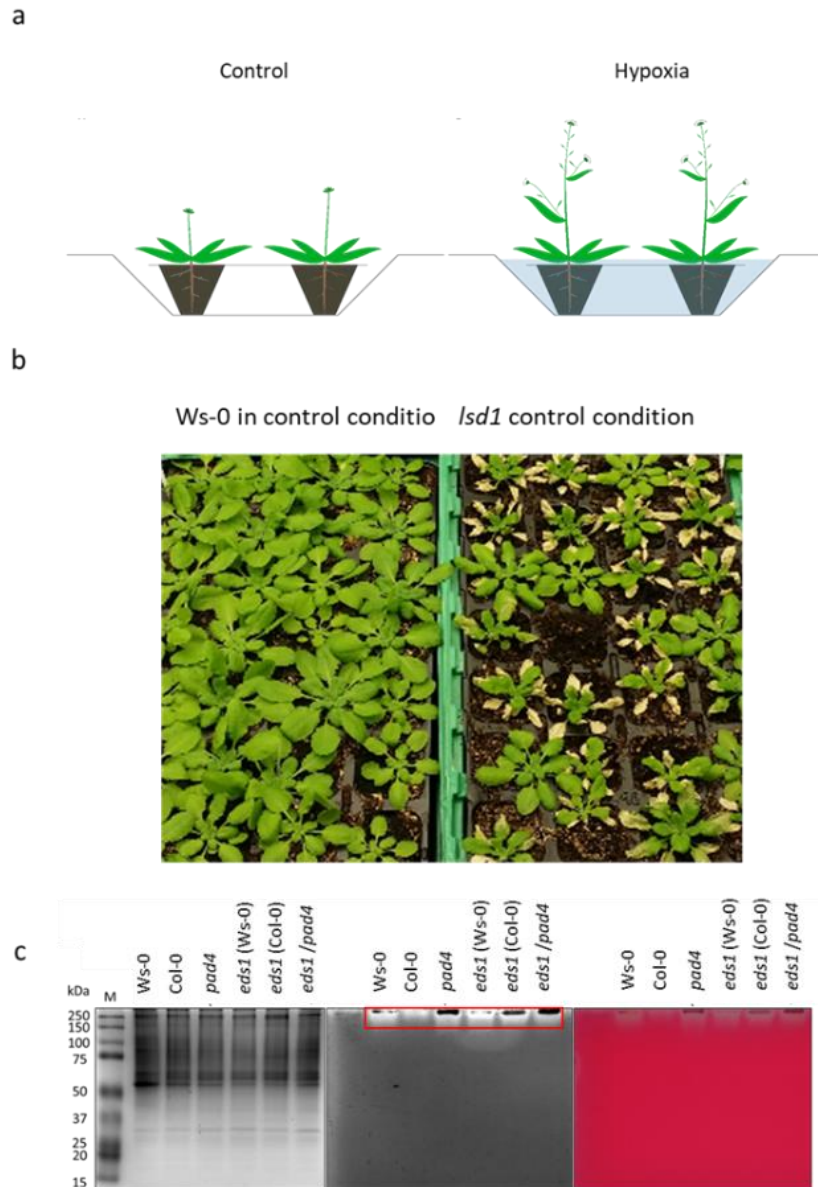 a
Control Hypoxia
b
Ws-0 in control conditio lsd1 control condition
c
Ws-0 Col-0 pad4 eds1 (Ws-0) eds1 (Col-0) eds1/pad4
Ws-0 Col-0 pad4 eds1 (Ws-0) eds1 (Col-0) eds1 /pad4
Ws-0 Col-0 pad4 eds1 (Ws-0) eds1 (Col-0) eds1 /pad4
kDa M
250
150
100
75
50
37
25
20
15